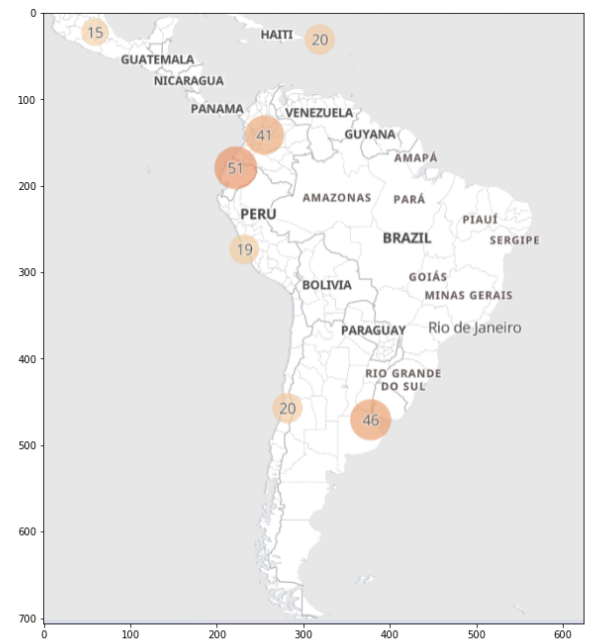 0
15
HAITI
20
GUATEMALA
NICARAGUA
100
PANAMA
VENEZUELA
41
GUYANA
AMAPÁ
51
200
AMAZONAS
PARÁ
PERU
PIAUÍ
BRAZIL
SERGIPE
19
GOIÁS
300
BOLIVIA
MINAS GERAIS
PARAGUAY
Rio de Janeiro
RIO GRANDE
DO SUL
400
20
46
500
600
700
0 100 200 300 400 500 600